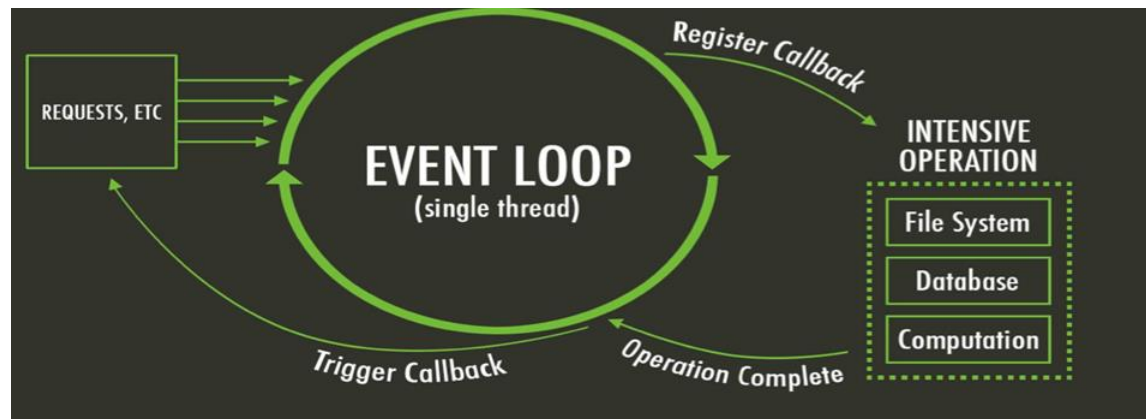 REQUESTS, ETC
EVENT LOOP
(single thread)
Register Callback
INTENSIVE
OPERATION
File System
Database
Computation
Operation Complete
Trigger Callback